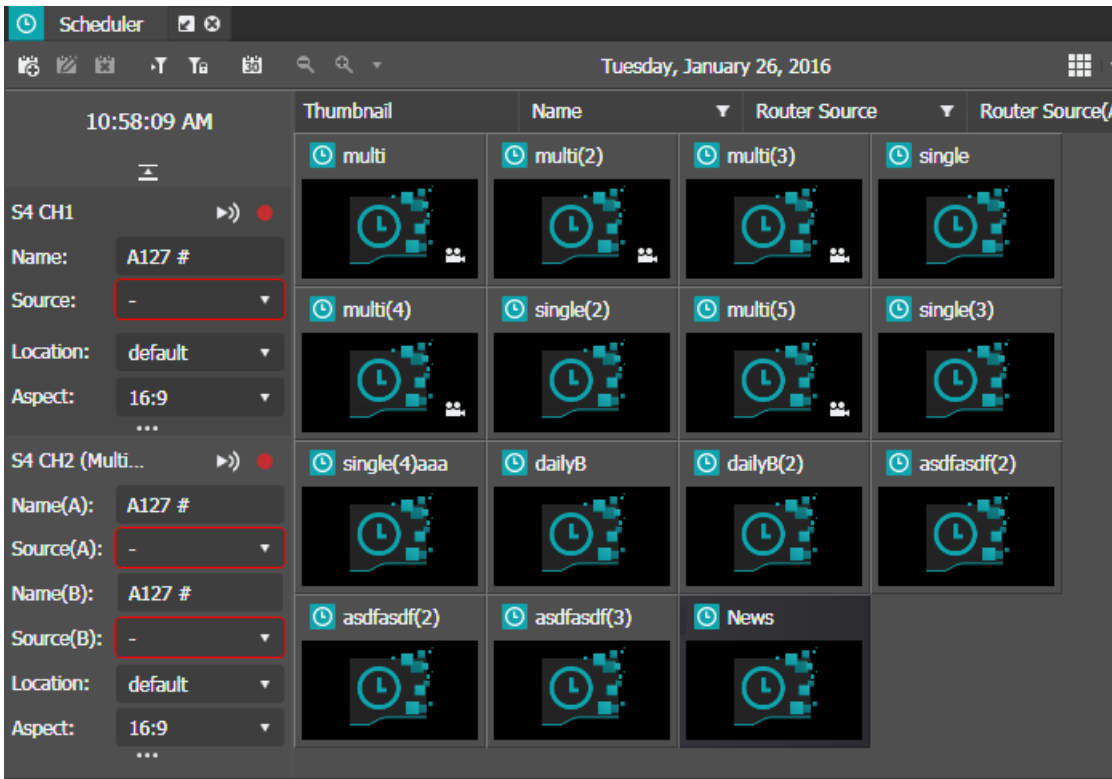 Scheduler
30
Tuesday, January 26, 2016
10:58:09 AM
S4 CH1
Name: A127 #
Source: -
Location: default
Aspect: 16:9
...
S4 CH2 (Multi...
Name(A): A127 #
Source(A): -
Name(B): A127 #
Source(B): -
Location: default
Aspect: 16:9
...
Thumbnail Name Router Source Router Source(
multi multi(2) multi(3) single
multi(4) single(2) multi(5) single(3)
single(4)aaa dailyB dailyB(2) asdfasdf(2)
asdfasdf(2) asdfasdf(3) News